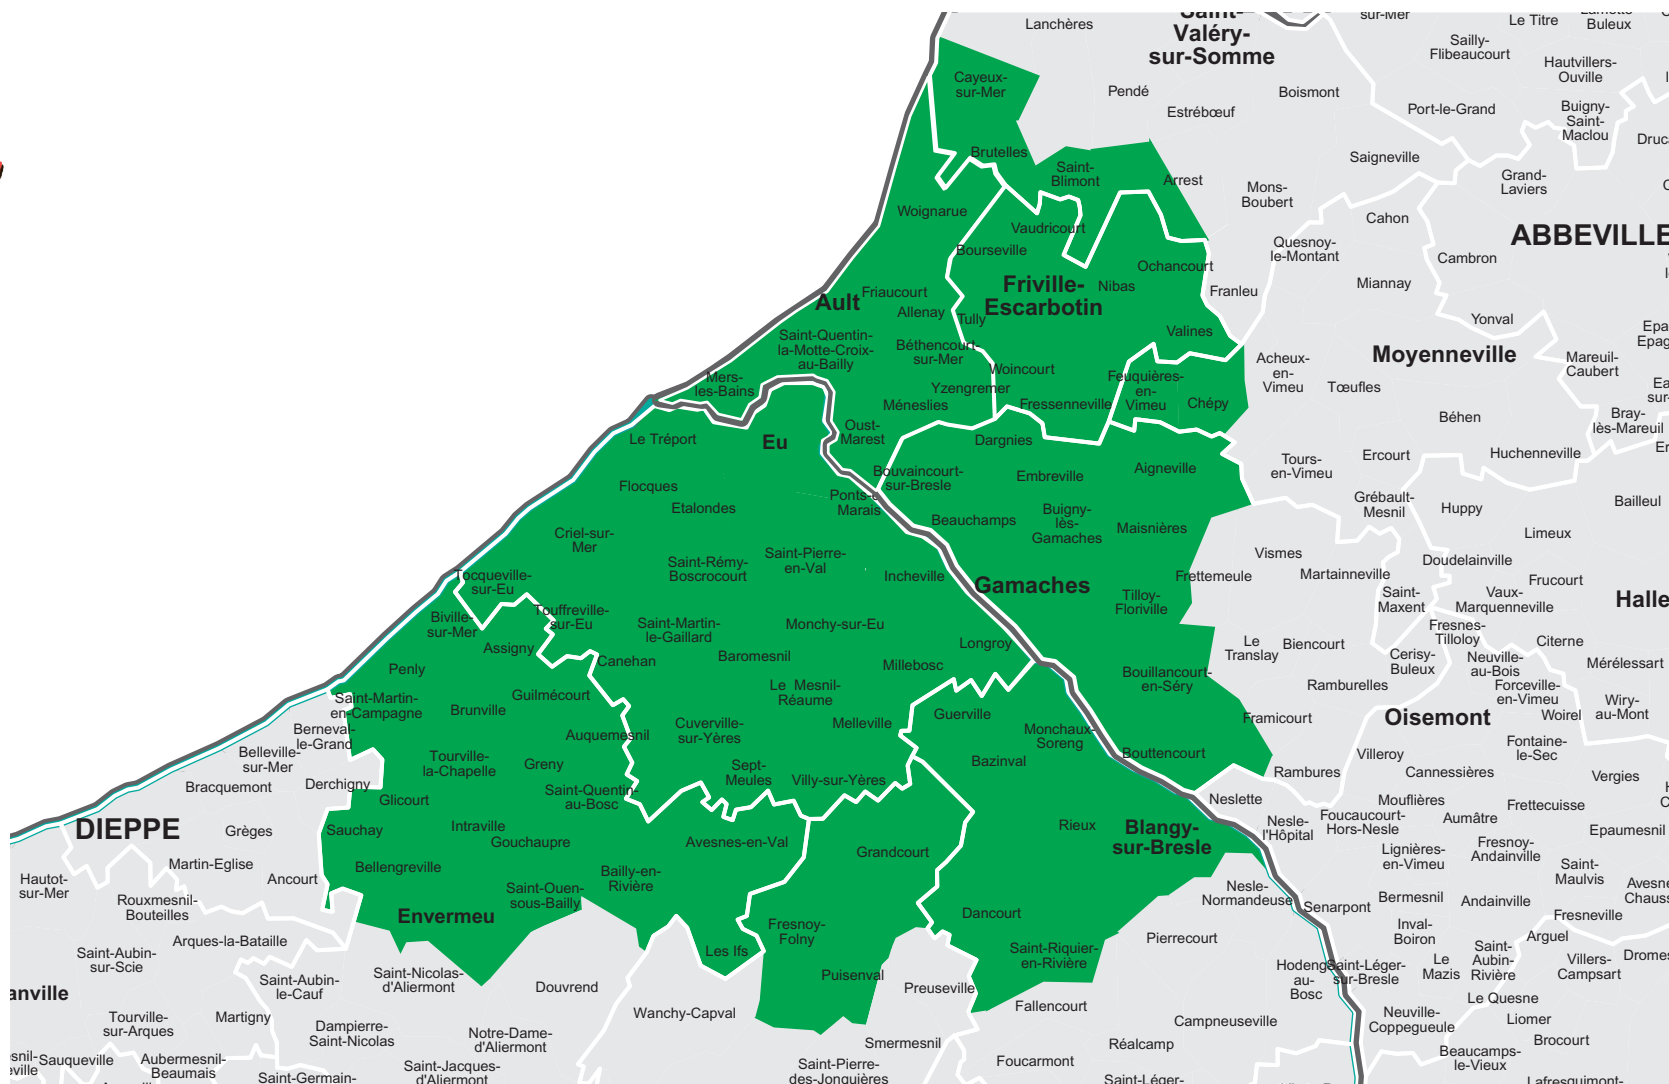 Lanchères
Saint-
Valéry-
sur-Somme
sur-Mer
Le Titre
Lamotte-
Buleux
Sailly-
Flibeaucourt
Hautvillers-
Ouville
Cayeux-
sur-Mer
Pendé
Estrébœuf
Boismont
Port-le-Grand
Buigny-
Saint-
Maclou
Brutelles
Saint-
Blimont
Arrest
Saigneville
Mons-
Boubert
Grand-
Laviers
Woignarue
Vaudricourt
Cahon
Bourseville
Quesnoy-
le-Montant
ABBEVILLE
Cambron
Ochancourt
Friville-
Escarbotin
Nibas
Franleu
Miannay
Ault
Friaucourt
Allenay
Tully
Yonval
Valines
Saint-Quentin-
la-Motte-Croix-
au-Bailly
Béthencourt-
sur-Mer
Moyenneville
Mareuil-
Caubert
Acheux-
en-
Vimeu
Tœufles
Woincourt
Feuquières-
en-
Vimeu
Chépy
Mers-
les-Bains
Yzengremer
Méneslies
Fressenneville
Béhen
Bray-
lès-Mareuil
Le Tréport
Eu
Oust-
Marest
Dargnies
Huchenneville
Ercourt
Tours-
en-Vimeu
Aigneville
Embreville
Bouvaincourt-
sur-Bresle
Flocques
Ponts-e
Marais
Etalondes
Grébault-
Mesnil
Huppy
Bailleul
Beauchamps
Buigny-
lès-
Gamaches
Maisnières
Limeux
Criel-sur-
Mer
Saint-Rémy-
Boscrocourt
Saint-Pierre-
en-Val
Vismes
Doudelainville
Tocqueville-
sur-Eu
Incheville
Gamaches
Frettemeule
Martainneville
Frucourt
Saint-
Maxent
Vaux-
Marquenneville
Halle
Tilloy-
Floriville
Touffreville-
sur-Eu
Biville-
sur-Mer
Saint-Martin-
le-Gaillard
Monchy-sur-Eu
Fresnes-
Tilloloy
Citerne
Assigny
Longroy
Le
Translay
Biencourt
Canehan
Baromesnil
Millebosc
Cerisy-
Buleux
Neuville-
au-Bois
Mérélessart
Penly
Bouillancourt-
en-Séry
Ramburelles
Forceville-
en-Vimeu
Guilmécourt
Le Mesnil-
Réaume
Saint-Martin-
en-Campagne
Brunville
Guerville
Framicourt
Oisemont
Woirel
Wiry-
au-Mont
Cuverville-
sur-Yères
Melleville
Berneval-
le-Grand
Auquemesnil
Monchaux-
Soreng
Fontaine-
le-Sec
Belleville-
sur-Mer
Tourville-
la-Chapelle
Greny
Bazinval
Bouttencourt
Villeroy
Sept-
Meules
Villy-sur-Yères
Rambures
Cannessières
Vergies
Bracquemont
Derchigny
Glicourt
Saint-Quentin-
au-Bosc
Neslette
Mouflières
Frettecuisse
DIEPPE
Grèges
Sauchay
Intraville
Gouchaupre
Avesnes-en-Val
Rieux
Blangy-
sur-Bresle
Nesle-
l'Hôpital
Foucaucourt-
Hors-Nesle
Aumâtre
Epaumesnil
Grandcourt
Lignières-
en-Vimeu
Fresnoy-
Andainville
Martin-Eglise
Bellengreville
Bailly-en-
Rivière
Hautot-
sur-Mer
Ancourt
Saint-
Maulvis
Saint-Ouen-
sous-Bailly
Nesle-
Normandeuse
Bermesnil
Andainville
Rouxmesnil-
Bouteilles
Envermeu
Dancourt
Senarpont
Fresneville
Fresnoy-
Folny
Inval-
Boiron
Arguel
Arques-la-Bataille
Pierrecourt
Saint-Aubin-
sur-Scie
Les Ifs
Saint-Riquier-
en-Rivière
Saint-
Aubin-
Rivière
Le
Mazis
Villers-
Campsart
Puisenval
Saint-Nicolas-
d'Aliermont
Saint-Aubin-
le-Cauf
Douvrend
Preuseville
Hodeng-
au-
Bosc
Saint-Léger-
sur-Bresle
anville
Le Quesne
Wanchy-Capval
Fallencourt
Campneuseville
Neuville-
Coppegueule
Liomer
Tourville-
sur-Arques
Martigny
Dampierre-
Saint-Nicolas
Notre-Dame-
d'Aliermont
Smermesnil
Réalcamp
Brocourt
Beaucamps-
le-Vieux
Sauqueville
Aubermesnil-
Beaumais
Saint-Germain-
Saint-Jacques-
d'Aliermont
Saint-Pierre-
des-Jonquières
Foucarmont
Saint-Léger-
Lafresguimont-